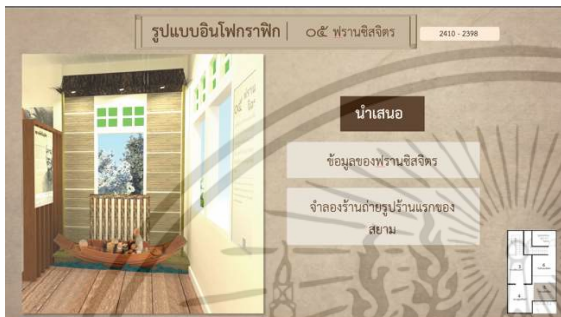 รูปแบบอินโฟกราฟิก | ๐๕ ฟรานซิสจิตร
2410 - 2398
นำเสนอ
ข้อมูลของฟรานซิสจิตร
จำลองร้านถ่ายรูปร้านแรกของ
สยาม